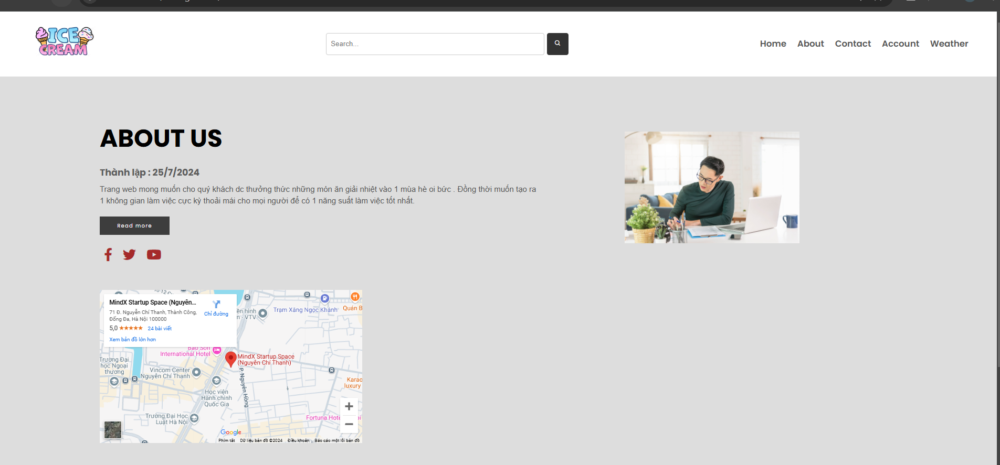 ICE
CREAM
Search...
Home About Contact Account Weather
ABOUT US
Thành lập : 25/7/2024
Trang web mong muốn cho quý khách dc thưởng thức những món ăn giải nhiệt vào 1 mùa hè oi bức . Đồng thời muốn tạo ra
1 không gian làm việc cực kỳ thoải mái cho mọi người để có 1 năng suất làm việc tốt nhất.
Read more
MindX Startup Space (Nguyễn...
71 Đ. Nguyễn Chí Thanh, Thành Công,
Đống Đa, Hà Nội 100000
5,0 ★★★★★ 24 bài viết
Xem bản đồ lớn hơn
Chỉ đường
ền hình
n - VTV
Trạm Xăng Ngọc Khánh
Quán B
Bảo Sơn
International Hotel
MindX Startup Space
(Nguyễn Chí Thanh)
Trường Đại
học Ngoại
thương
Vincom Center
Nguyễn Chí Thanh
P. Nguyên Hồng
Karao
luxury
Học viện
Hành chính
Quốc Gia
Trường Đại Học
Luật Hà Nội
Fortuna Hote
Google
Phím tắt Dữ liệu bản đồ ©2024 Điều khoản Báo cáo một lỗi bản đồ